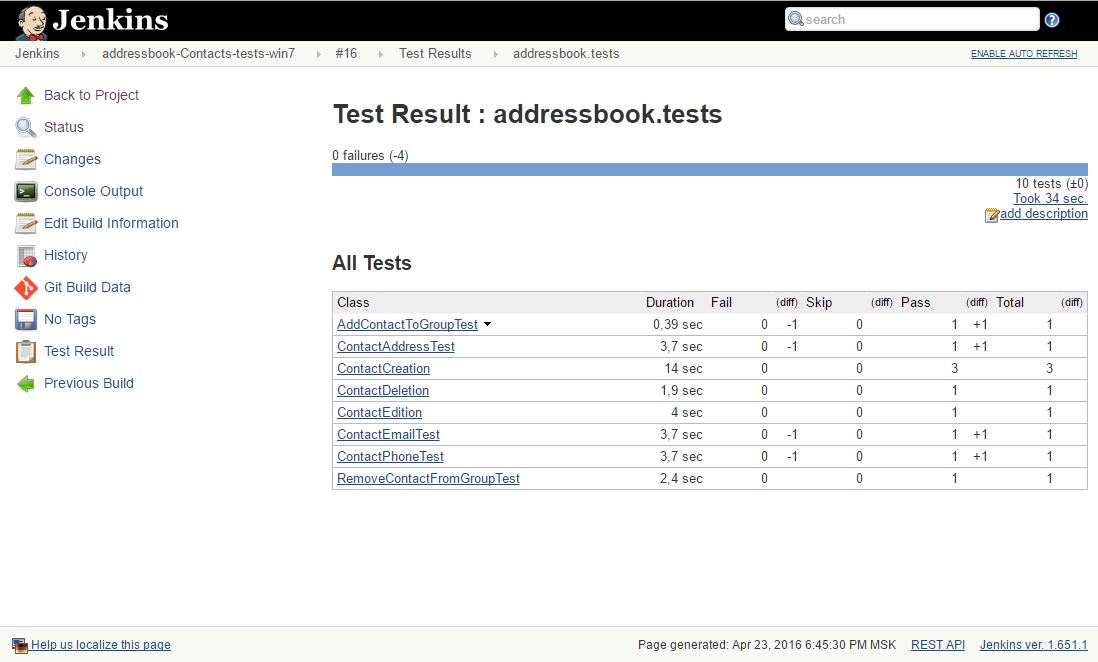 Jenkins
search
Jenkins addressbook-Contacts-tests-win7 #16 Test Results addressbook.tests
ENABLE AUTO REFRESH
Back to Project
Status
Changes
Console Output
Edit Build Information
History
Git Build Data
No Tags
Test Result
Previous Build
Test Result : addressbook.tests
0 failures (-4)
10 tests (±0)
Took 34 sec.
add description
All Tests
Class Duration Fail (diff) Skip (diff) Pass (diff) Total (diff)
AddContactToGroupTest 0,39 sec 0 -1 0 1 +1 1
ContactAddressTest 3,7 sec 0 -1 0 1 +1 1
ContactCreation 14 sec 0 0 3 3
ContactDeletion 1,9 sec 0 0 1 1
ContactEdition 4 sec 0 0 1 1
ContactEmailTest 3,7 sec 0 -1 0 1 +1 1
ContactPhoneTest 3,7 sec 0 -1 0 1 +1 1
RemoveContactFromGroupTest 2,4 sec 0 0 1 1
Help us localize this page
Page generated: Apr 23, 2016 6:45:30 PM MSK REST API Jenkins ver. 1.651.1